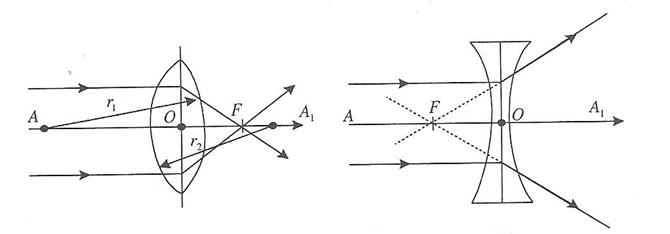 A r₁ O r₂ F A₁
A F O A₁